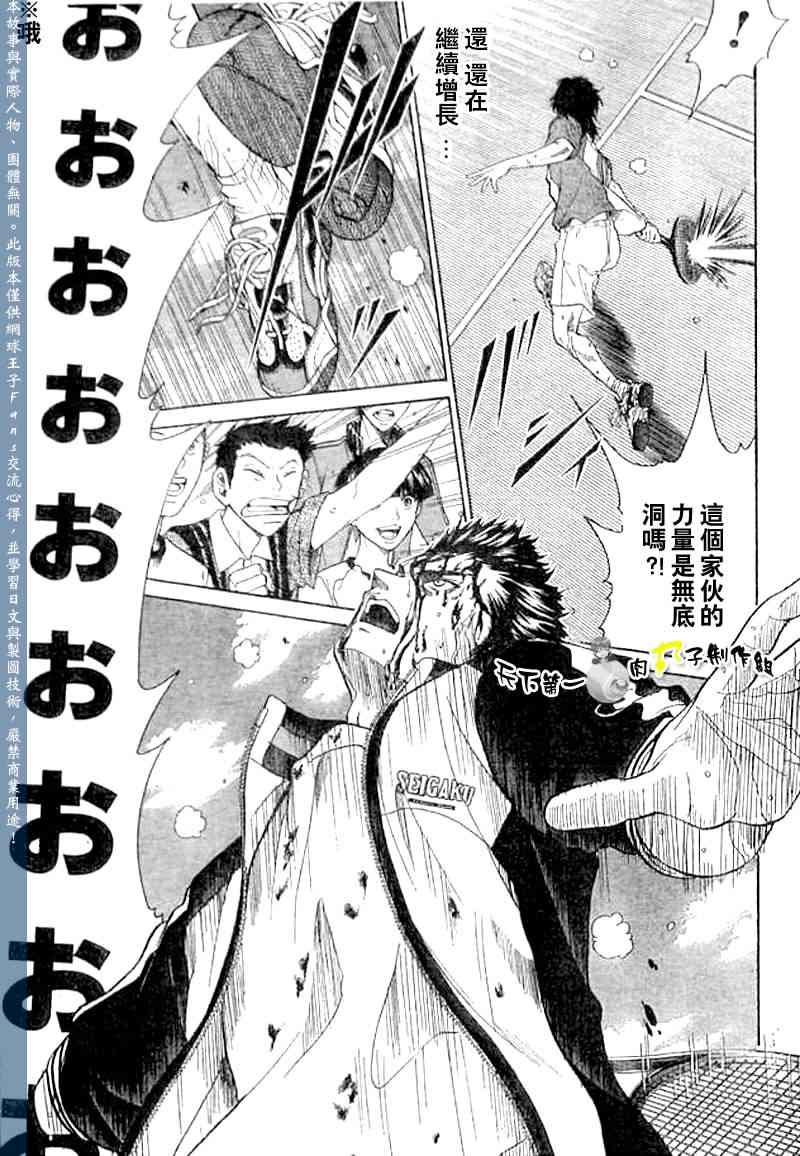 ！
還 還在
繼續增長…
這個家伙的
力量是無底
洞嗎?!
天下第一
肉丸子制作組
SEIGAKU
おおおおおおおお
※哦
本故事與實際人物、團體無關。此版本僅供網球王子Fans交流心得，並學習日文與製圖技術，嚴禁商業用途！